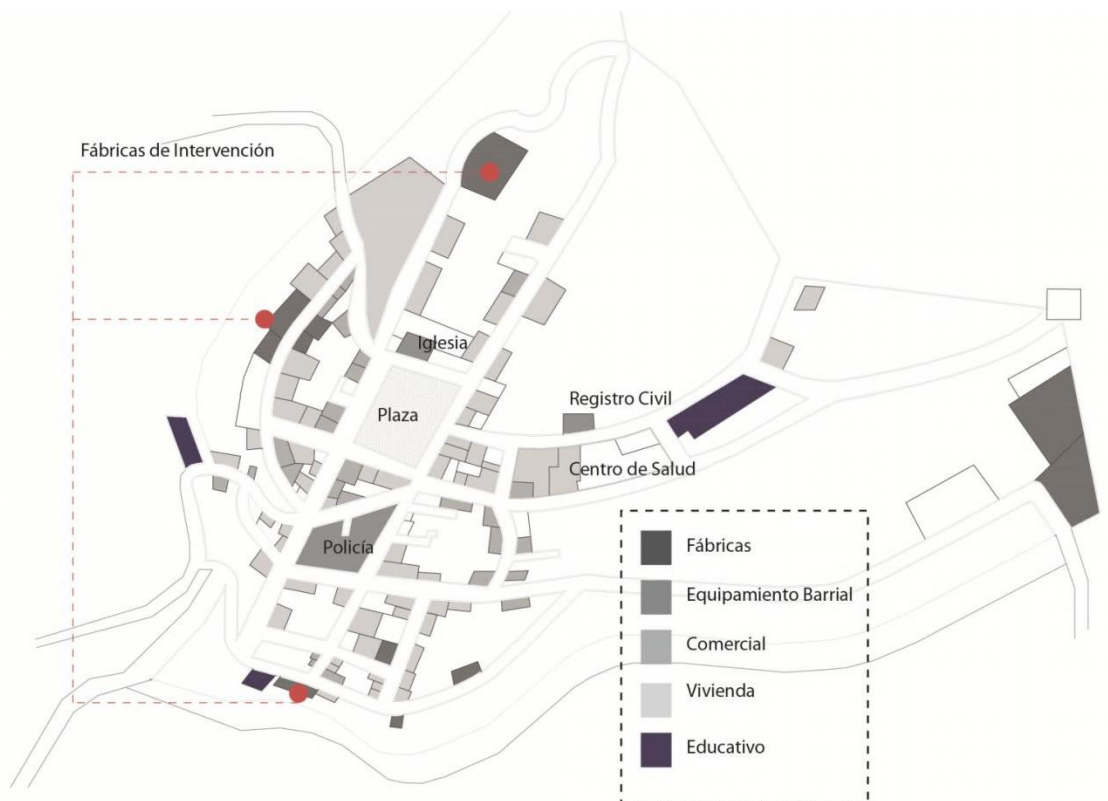 Fábricas de Intervención
Iglesia
Plaza
Registro Civil
Centro de Salud
Policía
Fábricas
Equipamiento Barrial
Comercial
Vivienda
Educativo